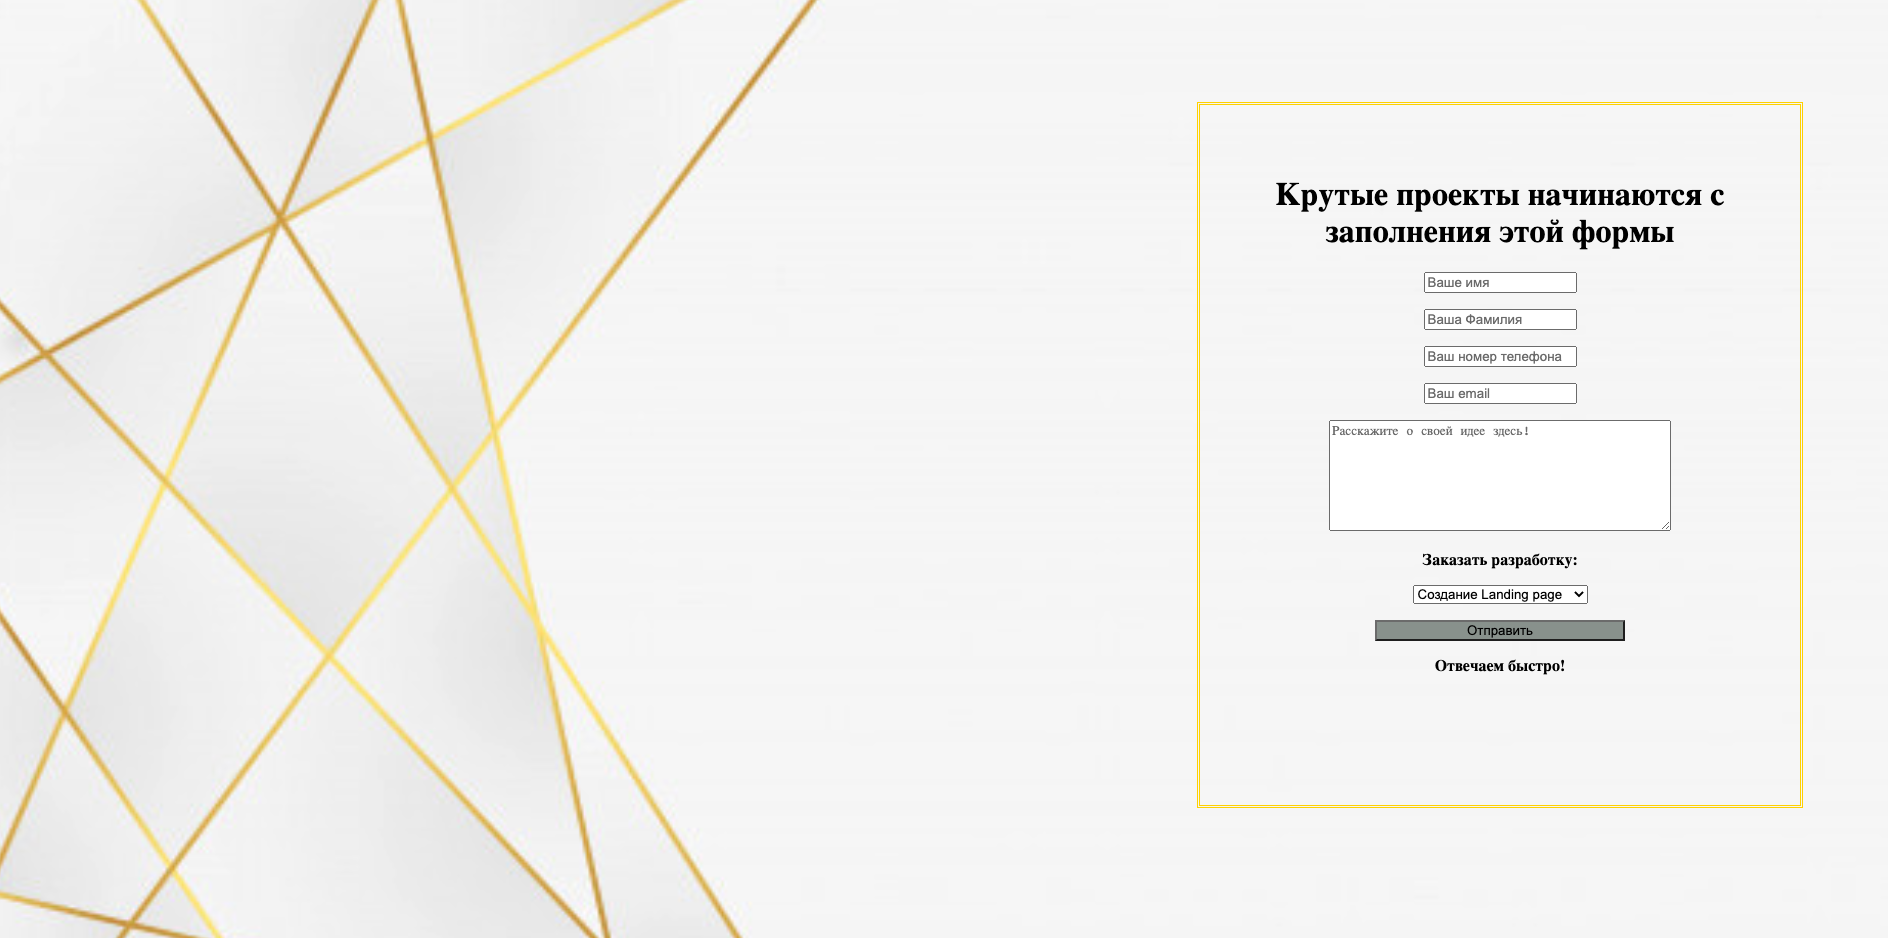 Крутые проекты начинаются с
заполнения этой формы
Ваше имя
Ваша Фамилия
Ваш номер телефона
Ваш email
Расскажите о своей идее здесь!
Заказать разработку:
Создание Landing page
Отправить
Отвечаем быстро!